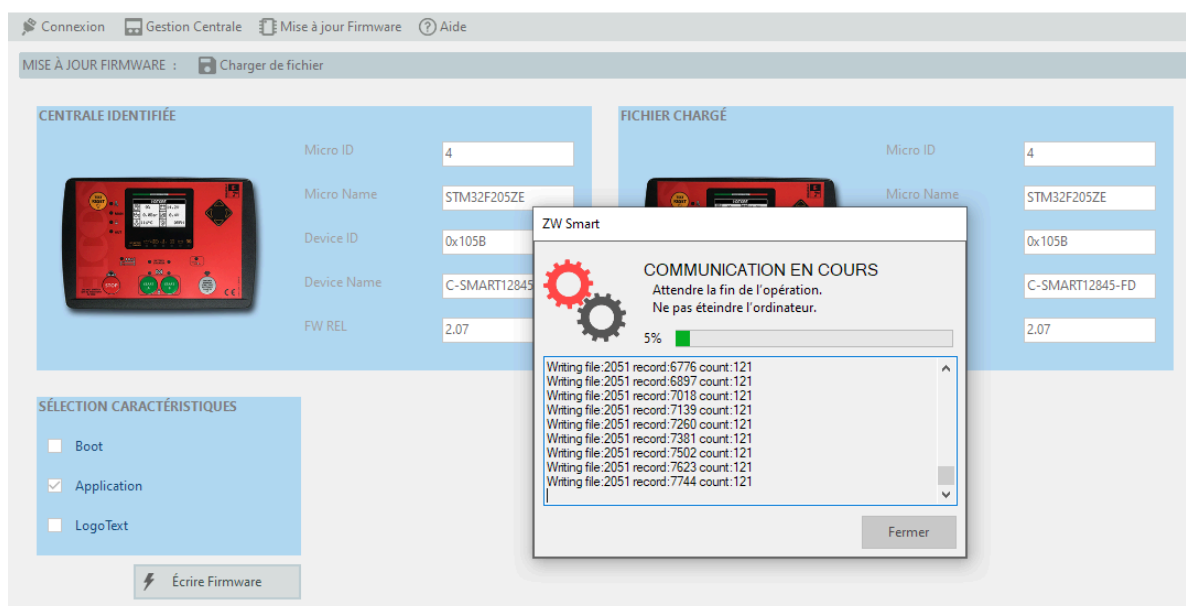 Connexion Gestion Centrale Mise à jour Firmware ? Aide
MISE À JOUR FIRMWARE : Charger de fichier
CENTRALE IDENTIFIÉE
Micro ID 4
Micro Name STM32F205ZE
Device ID 0x105B
Device Name C-SMART12845
FW REL 2.07
FICHIER CHARGÉ
Micro ID 4
Micro Name STM32F205ZE
0x105B
C-SMART12845-FD
2.07
ZW Smart
COMMUNICATION EN COURS
Attendre la fin de l'opération.
Ne pas éteindre l'ordinateur.
5%
Writing file:2051 record:6776 count:121
Writing file:2051 record:6897 count:121
Writing file:2051 record:7018 count:121
Writing file:2051 record:7139 count:121
Writing file:2051 record:7260 count:121
Writing file:2051 record:7381 count:121
Writing file:2051 record:7502 count:121
Writing file:2051 record:7623 count:121
Writing file:2051 record:7744 count:121
Fermer
SÉLECTION CARACTÉRISTIQUES
Boot
Application
LogoText
Écrire Firmware